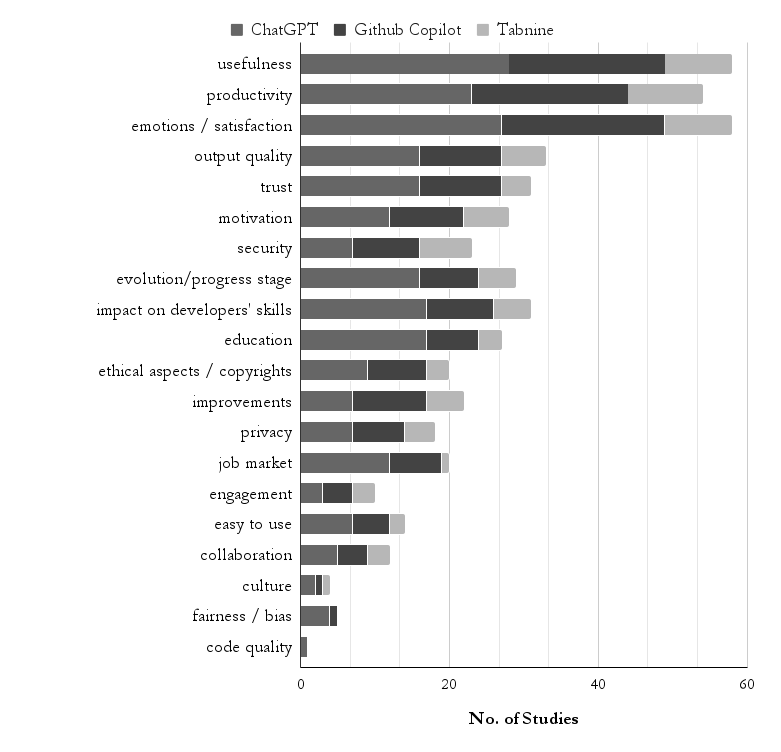 ChatGPT Github Copilot Tabnine
usefulness
productivity
emotions / satisfaction
output quality
trust
motivation
security
evolution/progress stage
impact on developers' skills
education
ethical aspects / copyrights
improvements
privacy
job market
engagement
easy to use
collaboration
culture
fairness / bias
code quality
0 20 40 60
No. of Studies